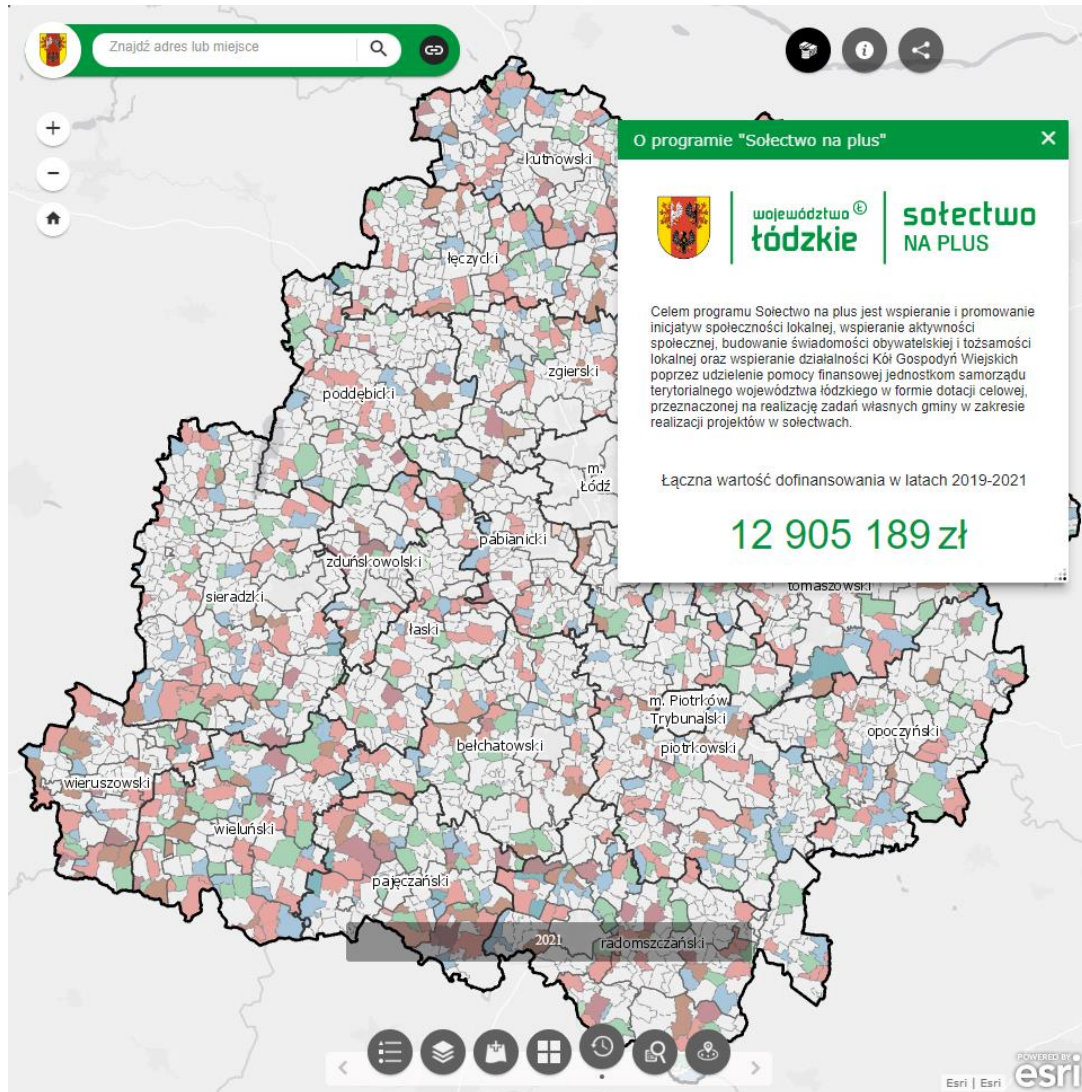 Znajdź adres lub miejsce
O programie "Sołectwo na plus"
województwo Ł
łódzkie
sołectwo
NA PLUS
Celem programu Sołectwo na plus jest wspieranie i promowanie
inicjatyw społeczności lokalnej, wspieranie aktywności
społecznej, budowanie świadomości obywatelskiej i tożsamości
lokalnej oraz wspieranie działalności Kół Gospodyń Wiejskich
poprzez udzielenie pomocy finansowej jednostkom samorządu
terytorialnego województwa łódzkiego w formie dotacji celowej,
przeznaczonej na realizację zadań własnych gminy w zakresie
realizacji projektów w sołectwach.
Łączna wartość dofinansowania w latach 2019-2021
12 905 189 zł
kutnowski
łęczycki
zgierski
poddębicki
m.
Łódź
pabianicki
zduńskowolski
tomaszowski
sieradzki
łaski
m. Piotrków
Trybunalski
opoczyński
bełchatowski
piotrkowski
wieruszowski
wieluński
pajęczański
2021
radomszczański
POWERED BY
esri
Esri | Esri